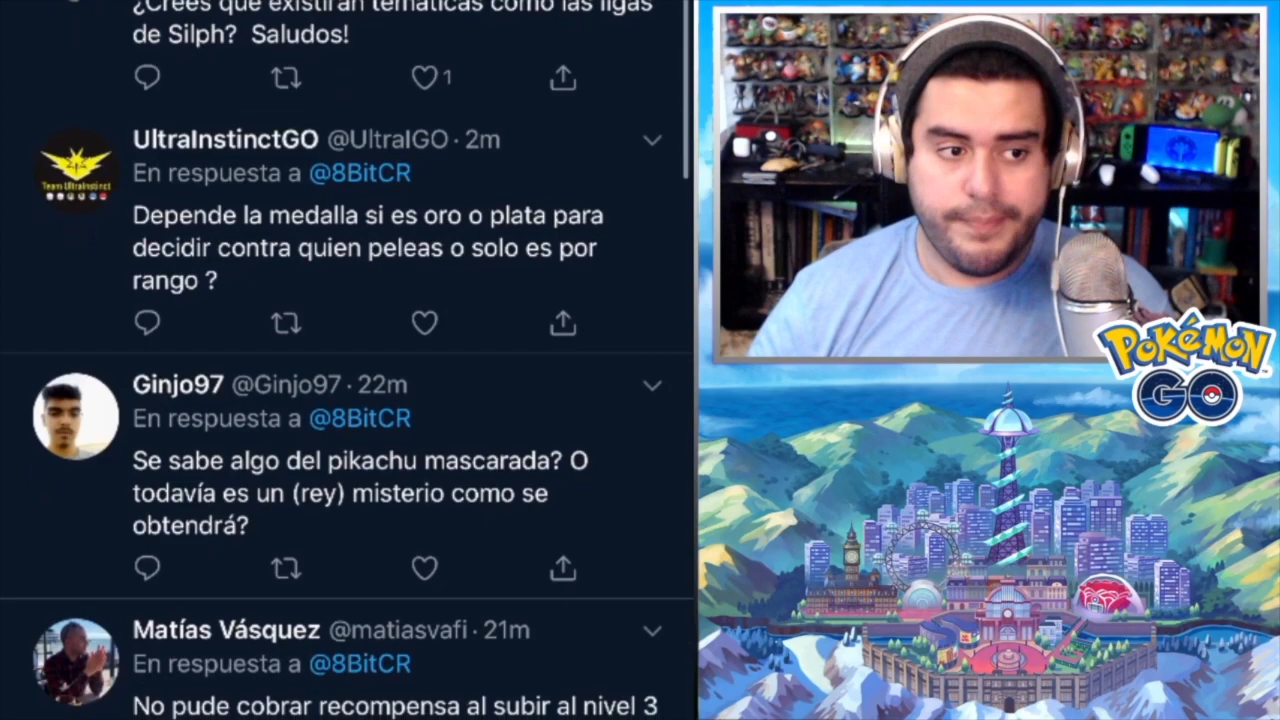 ¿Crees que existirán temáticas como las ligas
de Silph?  Saludos!
1
UltraInstinctGO @UltraIGO · 2m
En respuesta a @8BitCR
Depende la medalla si es oro o plata para
decidir contra quien peleas o solo es por
rango ?
Team UltraInstinct
Ginjo97 @Ginjo97 · 22m
En respuesta a @8BitCR
Se sabe algo del pikachu mascarada? O
todavía es un (rey) misterio como se
obtendrá?
Matías Vásquez @matiasvafi · 21m
En respuesta a @8BitCR
No pude cobrar recompensa al subir al nivel 3
POKéMON
GO